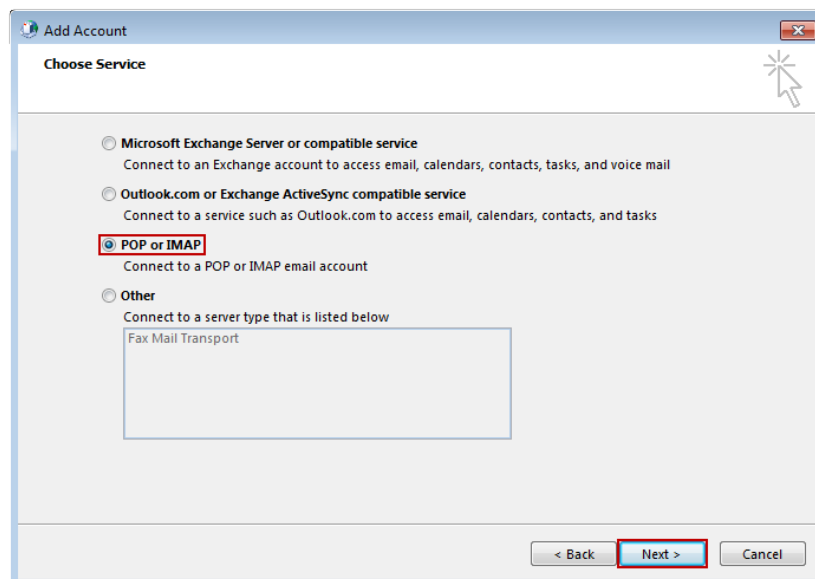 Add Account
Choose Service
Microsoft Exchange Server or compatible service
Connect to an Exchange account to access email, calendars, contacts, tasks, and voice mail
Outlook.com or Exchange ActiveSync compatible service
Connect to a service such as Outlook.com to access email, calendars, contacts, and tasks
POP or IMAP
Connect to a POP or IMAP email account
Other
Connect to a server type that is listed below
Fax Mail Transport
< Back Next > Cancel